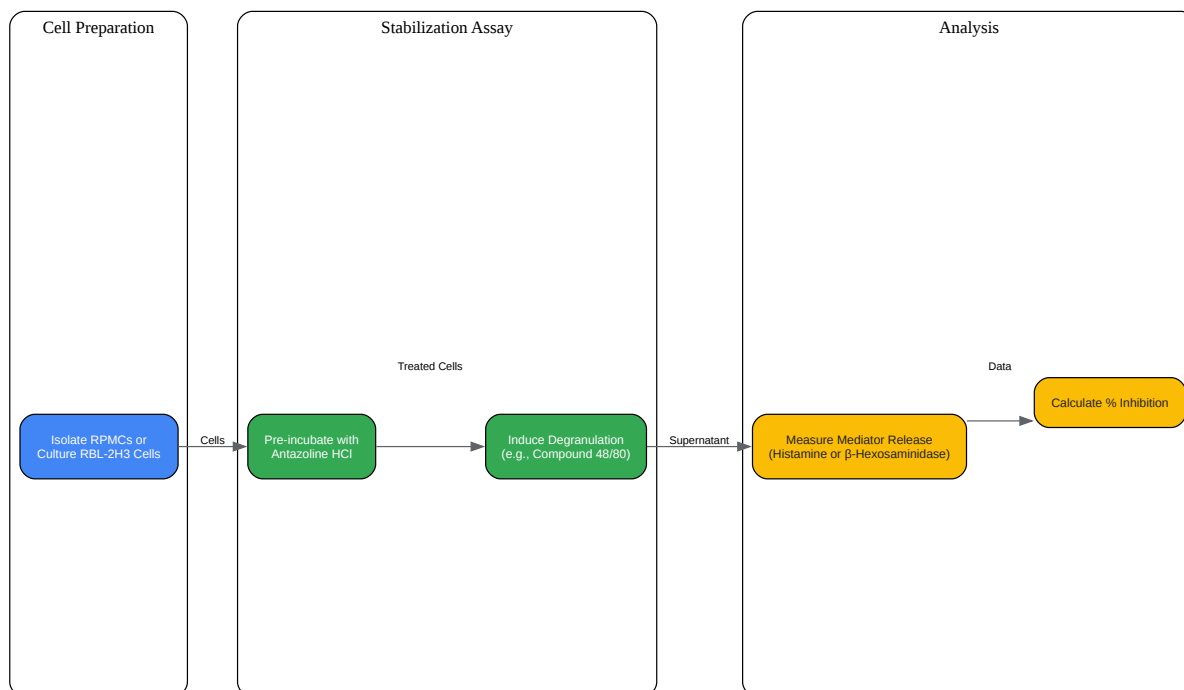 Cell Preparation
Stabilization Assay
Analysis
Treated Cells
Data
Calculate % Inhibition
Isolate RPMCs or
Culture RBL-2H3 Cells
Cells
Pre-incubate with
Antazoline HCl
Induce Degranulation
(e.g., Compound 48/80)
Supernatant
Measure Mediator Release
(Histamine or β-Hexosaminidase)